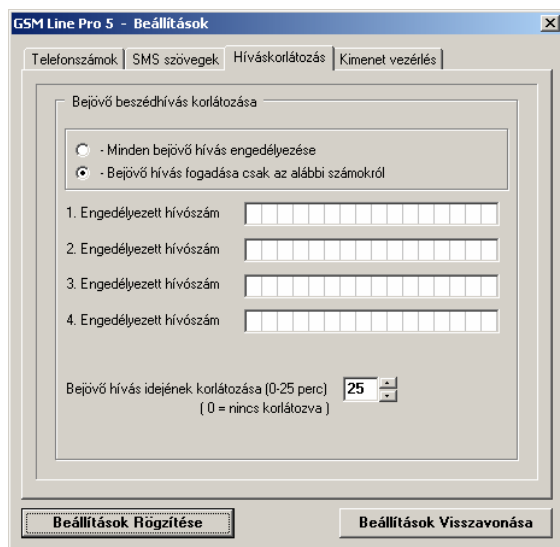 GSM Line Pro 5 - Beállítások
Telefonszámok
SMS szövegek
Híváskorlátozás
Kimenet vezérlés
Bejövő beszédhívás korlátozása
- Minden bejövő hívás engedélyezése
- Bejövő hívás fogadása csak az alábbi számokról
1. Engedélyezett hívószám
2. Engedélyezett hívószám
3. Engedélyezett hívószám
4. Engedélyezett hívószám
Bejövő hívás idejének korlátozása (0-25 perc) 25
( 0 = nincs korlátozva )
Beállítások Rögzítése
Beállítások Visszavonása